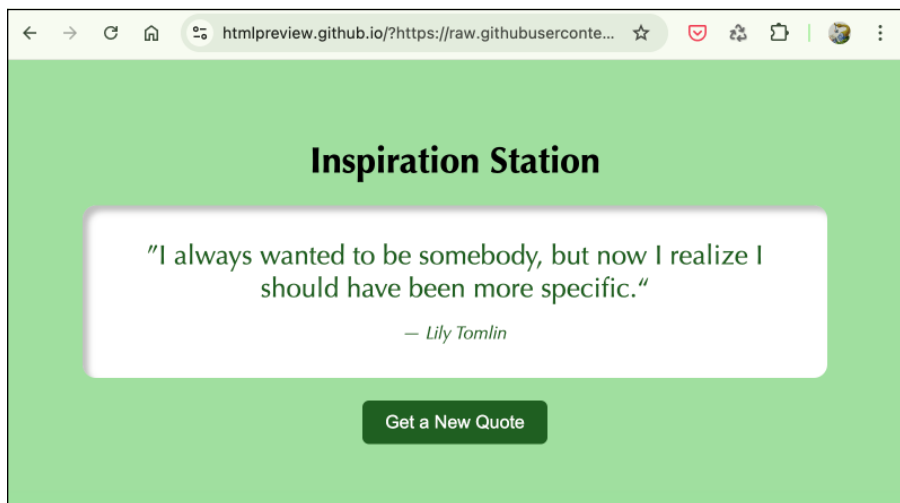 htmlpreview.github.io/?https://raw.githubuserconte...
Inspiration Station
”I always wanted to be somebody, but now I realize I
should have been more specific.“
— Lily Tomlin
Get a New Quote